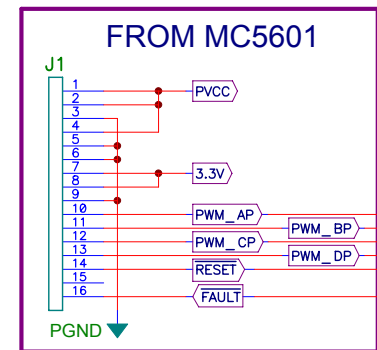 FROM MC5601
J1
1
PVCC
2
3
4
5
6
7
3.3V
8
9
10
PWM_AP
11
PWM_BP
12
PWM_CP
13
PWM_DP
14
RESET
15
16
FAULT
PGND